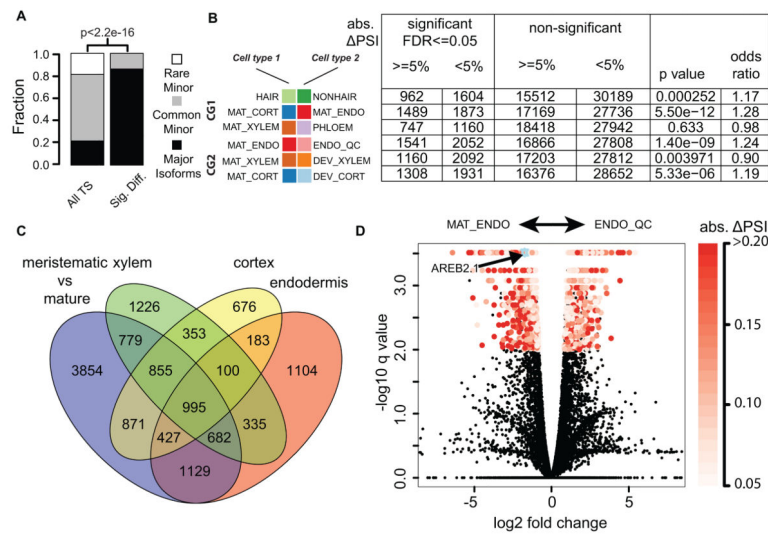 A
p<2.2e-16
Fraction
1.0
0.8
0.6
0.4
0.2
0.0
All TS
Sig. Diff.
Rare
Minor
Common
Minor
Major
Isoforms
B
Cell type 1
Cell type 2
CG1
HAIR NONHAIR
MAT_CORT MAT_ENDO
MAT_XYLEM PHLOEM
CG2
MAT_ENDO ENDO_QC
MAT_XYLEM DEV_XYLEM
MAT_CORT DEV_CORT
abs.
ΔPSI
significant
FDR<=0.05
non-significant
>=5% <5% >=5% <5% p value odds
ratio
962 1604 15512 30189 0.000252 1.17
1489 1873 17169 27736 5.50e−12 1.28
747 1160 18418 27942 0.633 0.98
1541 2052 16866 27808 1.40e−09 1.24
1160 2092 17203 27812 0.003971 0.90
1308 1931 16376 28652 5.33e−06 1.19
C
meristematic xylem
vs
mature
cortex
endodermis
1226
676
779
353
183
3854
855
100
1104
995
871
335
427
682
1129
D
MAT_ENDO ENDO_QC
AREB2.1
-log10 q value
3.0
2.0
1.0
0.0
-5
0
5
log2 fold change
abs. ΔPSI
>0.20
0.15
0.10
0.05